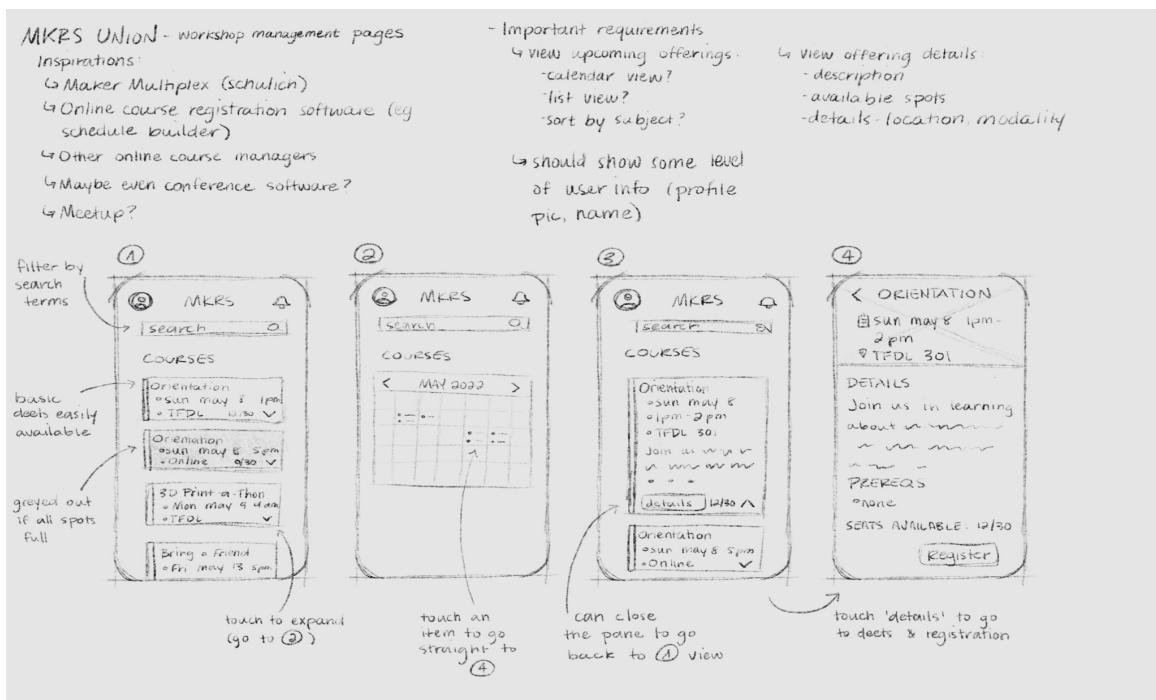 MKRS UNION - workshop management pages
Inspirations:
↳ Maker Multiplex (schulich)
↳ Online course registration software (eg
schedule builder)
↳ Other online course managers
↳ Maybe even conference software?
↳ Meetup?
- Important requirements
↳ view upcoming offerings:
- calendar view?
- list view?
- sort by subject?
↳ should show some level
of user info (profile
pic, name)
↳ view offering details:
- description
- available spots
- details - location, modality
filter by
search
terms
basic
deets easily
available
greyed out
if all spots
full
1
MKRS
search
COURSES
Orientation
• sun may 8 1pm
• TFDL 12/30
Orientation
• sun may 8 5pm
• Online
3D Print-a-Thon
• Mon may 9
• TFDL
Bring a Friend
• Fri may 13 5pm
touch to expand
(go to 2)
2
MKRS
search
COURSES
< MAY 2022 >
touch an
item to go
straight to
4
3
MKRS
search
COURSES
Orientation
• sun may 8
• 1pm-2pm
• TFDL 301
Join us
details 12/30
Orientation
• sun may 8 5pm
• Online
can close
the pane to go
back to 1 view
4
< ORIENTATION
sun may 8 1pm-
2pm
TFDL 301
DETAILS
Join us in learning
about
PREREQS
• none
SEATS AVAILABLE: 12/30
Register
touch 'details' to go
to deets & registration